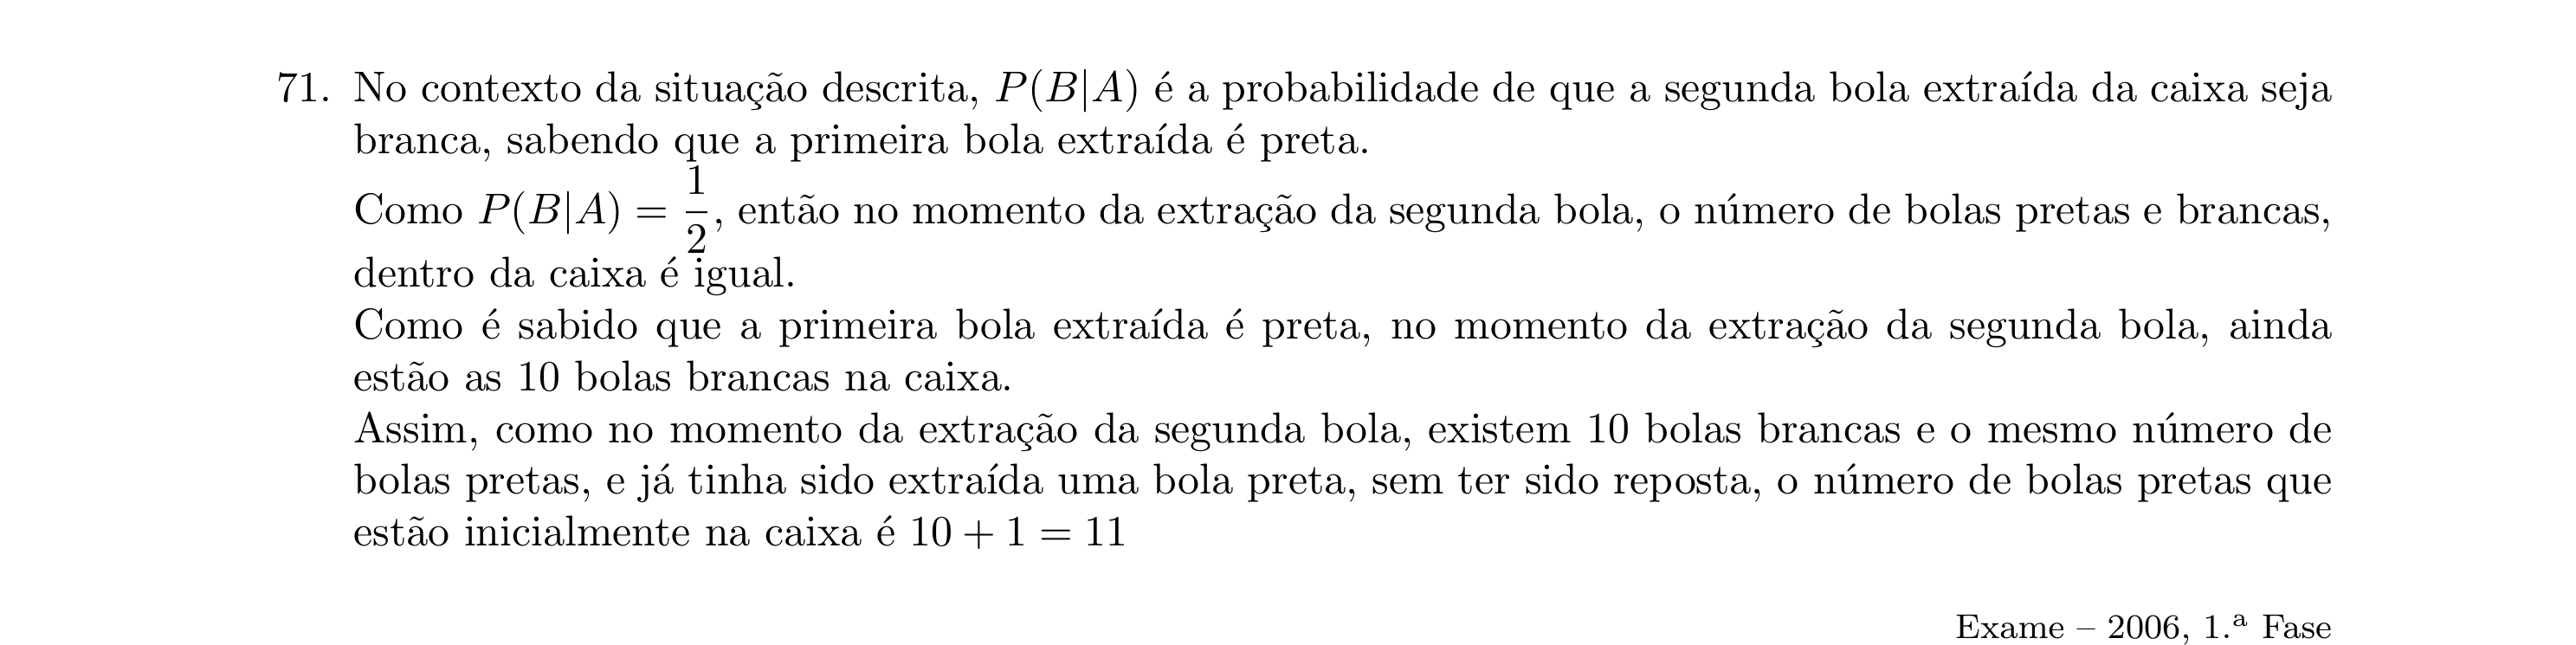 71. No contexto da situação descrita, P(B|A) é a probabilidade de que a segunda bola extraída da caixa seja
branca, sabendo que a primeira bola extraída é preta.
Como P(B|A) = 1/2, então no momento da extração da segunda bola, o número de bolas pretas e brancas,
dentro da caixa é igual.
Como é sabido que a primeira bola extraída é preta, no momento da extração da segunda bola, ainda
estão as 10 bolas brancas na caixa.
Assim, como no momento da extração da segunda bola, existem 10 bolas brancas e o mesmo número de
bolas pretas, e já tinha sido extraída uma bola preta, sem ter sido reposta, o número de bolas pretas que
estão inicialmente na caixa é 10 + 1 = 11
Exame – 2006, 1.ª Fase